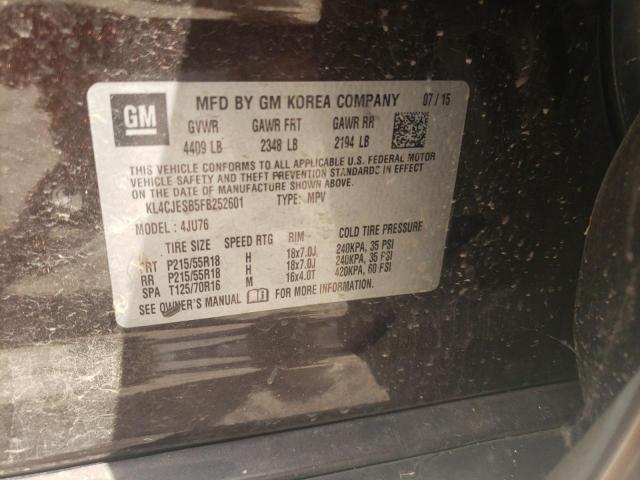 GM
MFD BY GM KOREA COMPANY 07/15
GVWR GAWR FRT GAWR RR
4409 LB 2348 LB 2194 LB
THIS VEHICLE CONFORMS TO ALL APPLICABLE U.S. FEDERAL MOTOR
VEHICLE SAFETY AND THEFT PREVENTION STANDARDS IN EFFECT
ON THE DATE OF MANUFACTURE SHOWN ABOVE.
KL4CJESB5FB252601 TYPE: MPV
MODEL: 4JU76
TIRE SIZE SPEED RTG RIM COLD TIRE PRESSURE
FRT P215/55R18 H 18x7.0J 240KPA, 35 PSI
RR P215/55R18 H 18x7.0J 240KPA, 35 PSI
SPA T125/70R16 M 16x4.0T 420KPA, 60 PSI
SEE OWNER'S MANUAL FOR MORE INFORMATION.